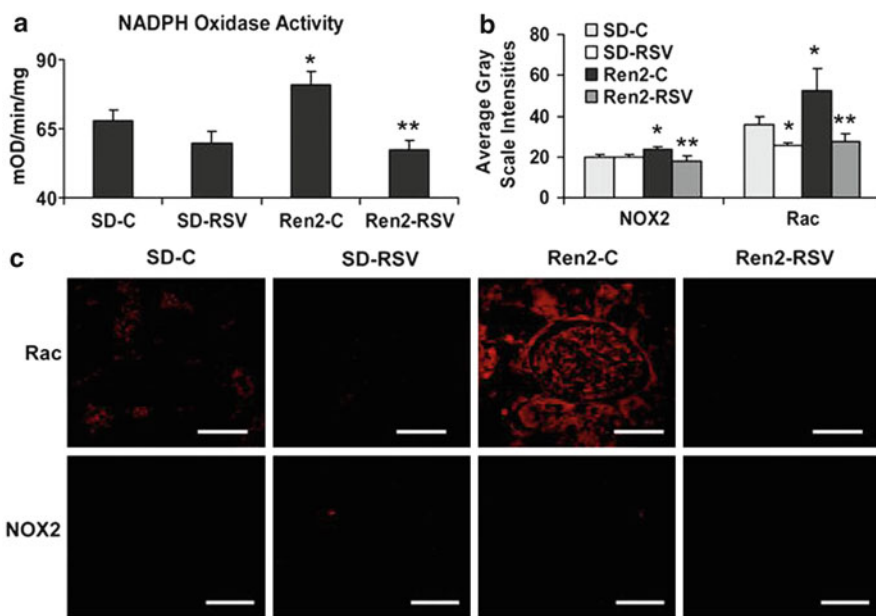 a
NADPH Oxidase Activity
mOD/min/mg
90
65
40
*
**
SD-C SD-RSV Ren2-C Ren2-RSV
b
SD-C
SD-RSV
Ren2-C
Ren2-RSV
Average Gray
Scale Intensities
80
60
40
20
0
* ** * * **
NOX2 Rac
c
SD-C SD-RSV Ren2-C Ren2-RSV
Rac
NOX2